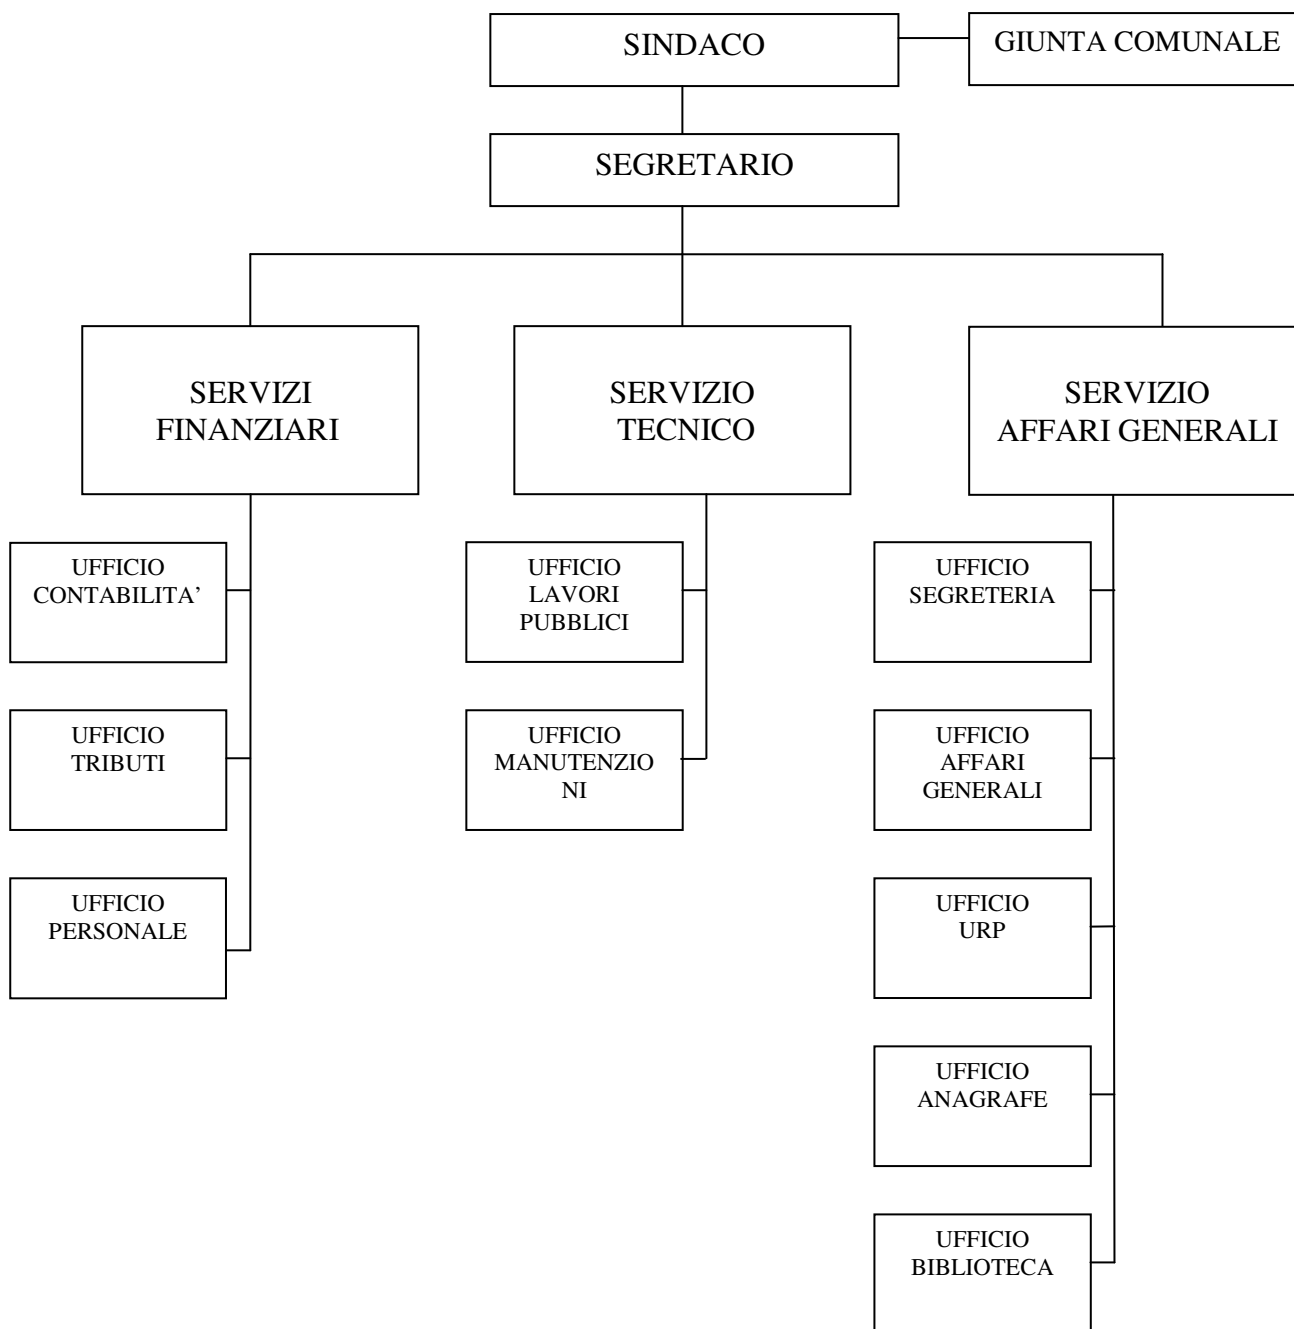 SINDACO
GIUNTA COMUNALE
SEGRETARIO
SERVIZI
FINANZIARI
SERVIZIO
TECNICO
SERVIZIO
AFFARI GENERALI
UFFICIO
CONTABILITA’
UFFICIO
TRIBUTI
UFFICIO
PERSONALE
UFFICIO
LAVORI
PUBBLICI
UFFICIO
MANUTENZIO
NI
UFFICIO
SEGRETERIA
UFFICIO
AFFARI
GENERALI
UFFICIO
URP
UFFICIO
ANAGRAFE
UFFICIO
BIBLIOTECA